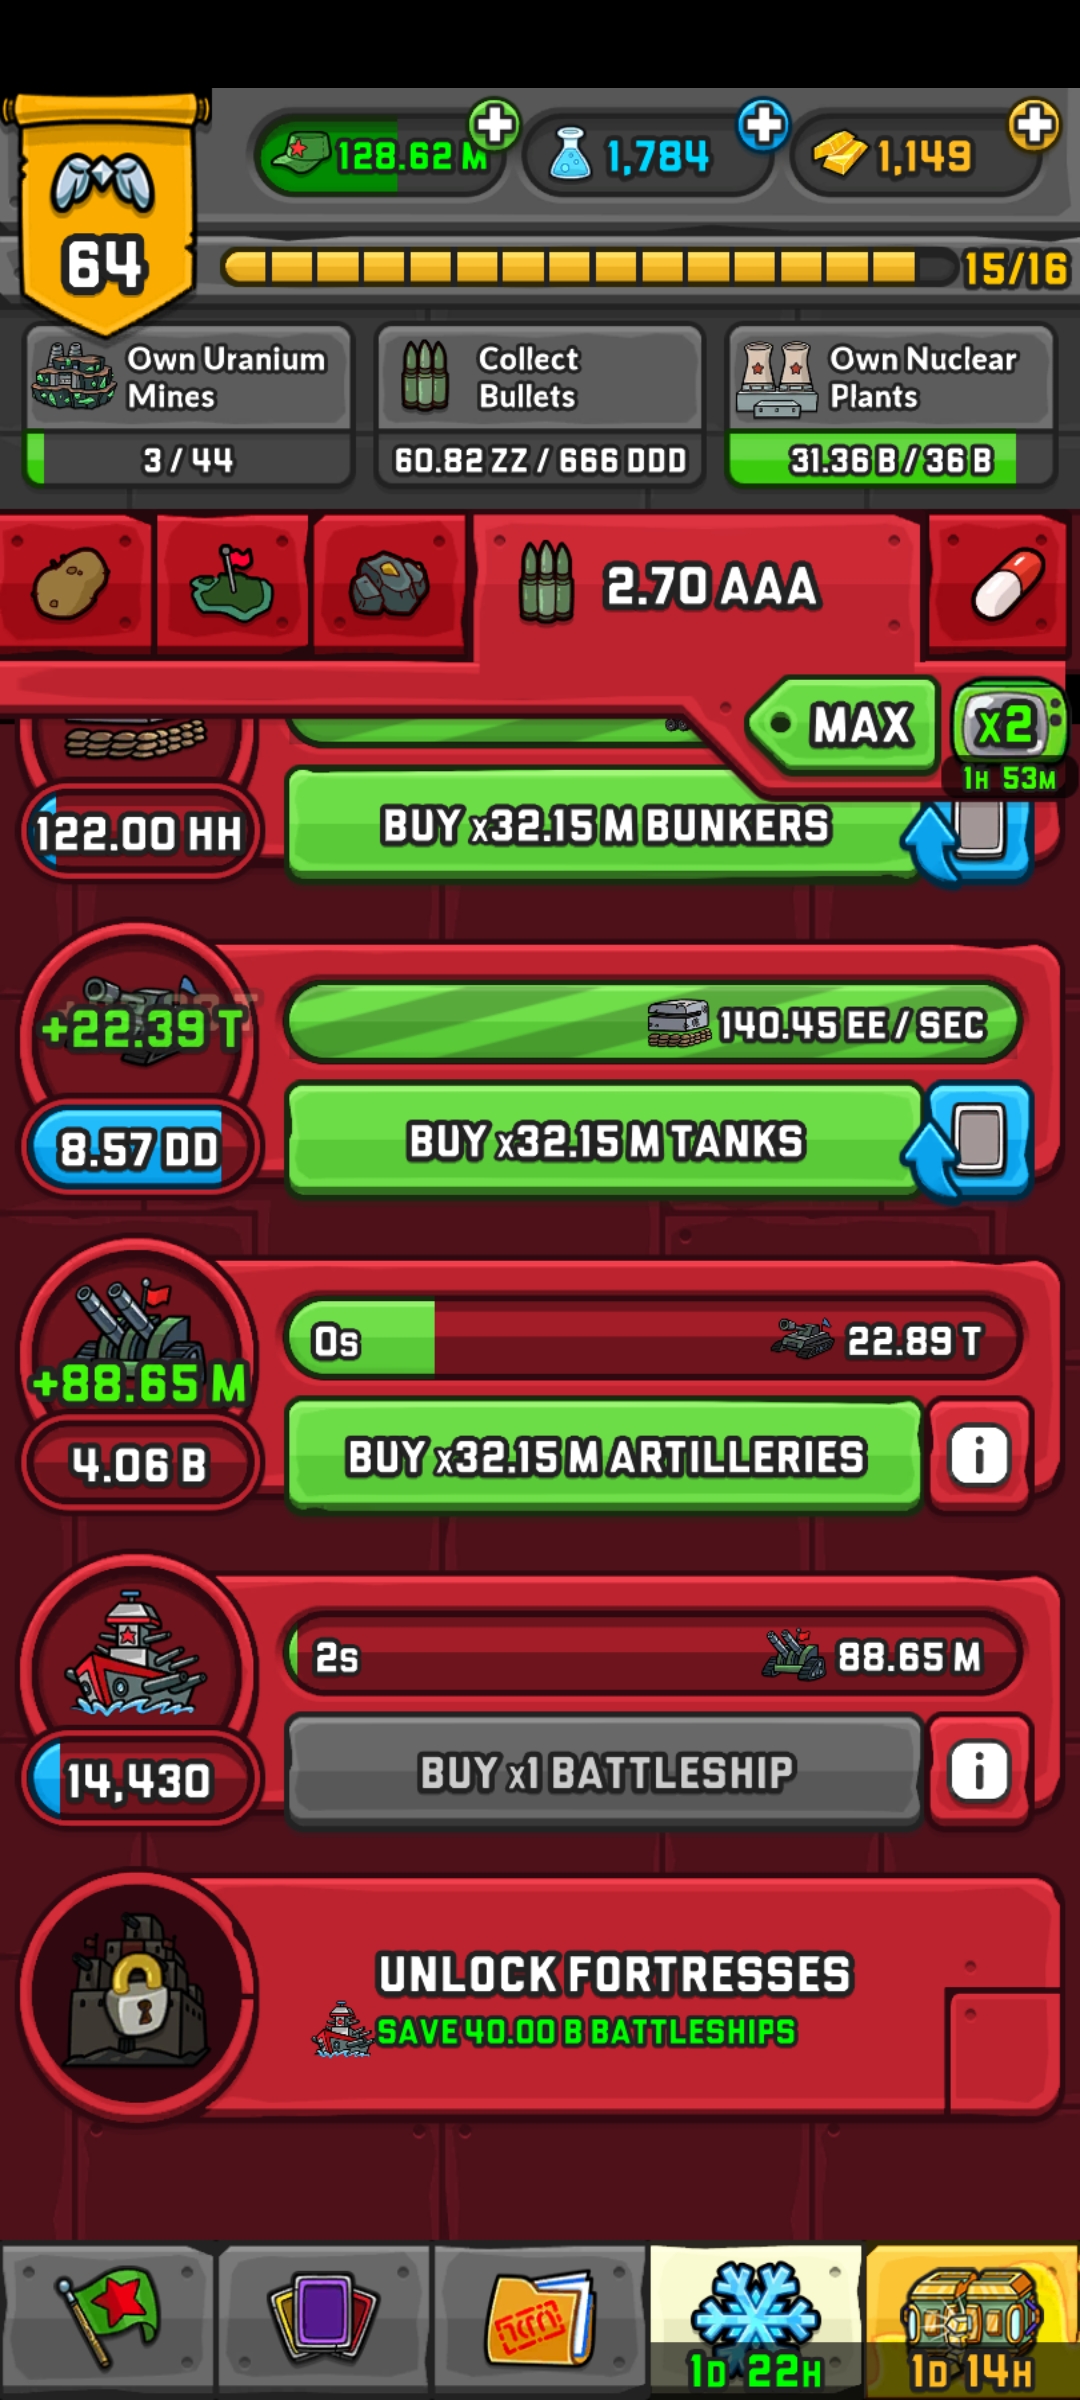 128.62 M
1,784
1,149
64
15/16
Own Uranium
Mines
3 / 44
Collect
Bullets
60.82 ZZ / 666 DDD
Own Nuclear
Plants
31.36 B / 36 B
2.70 AAA
MAX
x2
1H 53M
122.00 HH
BUY x32.15 M BUNKERS
+22.39 T
140.45 EE / SEC
8.57 DD
BUY x32.15 M TANKS
0s
22.89 T
+88.65 M
4.06 B
BUY x32.15 M ARTILLERIES
i
2s
88.65 M
14,430
BUY x1 BATTLESHIP
i
UNLOCK FORTRESSES
SAVE 40.00 B BATTLESHIPS
1D 22H
1D 14H